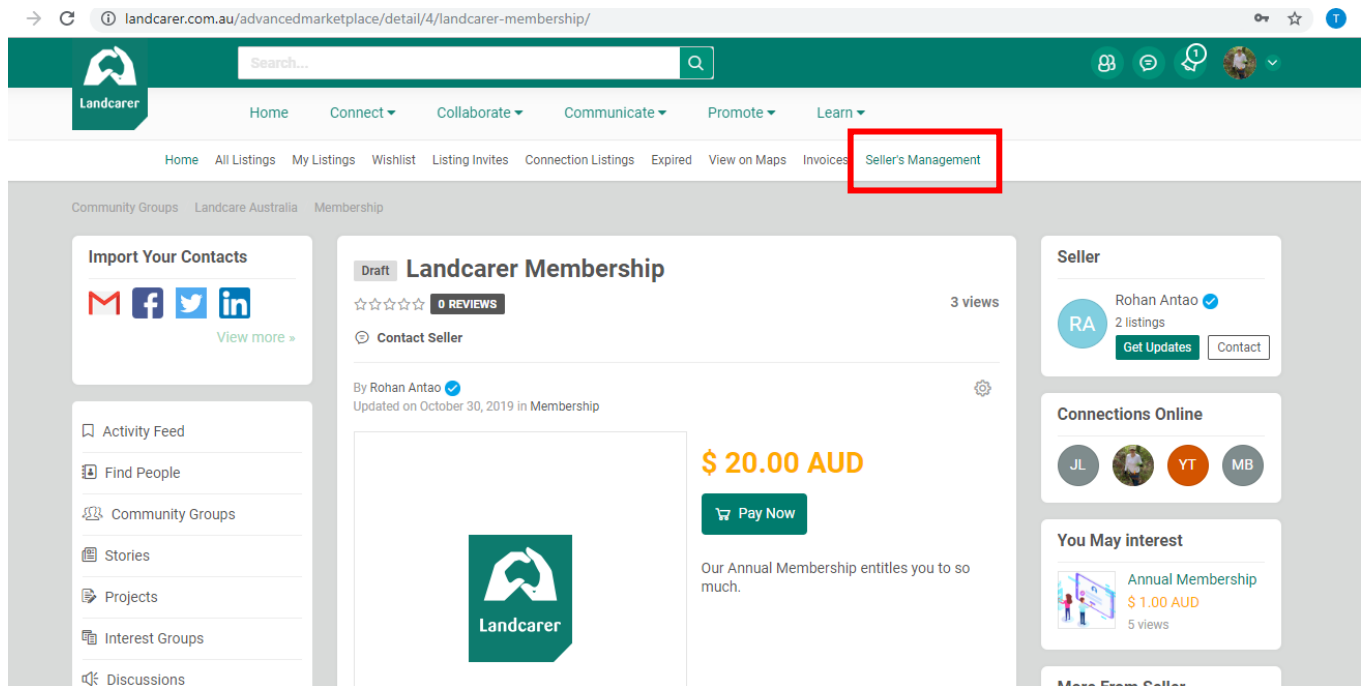 landcarer.com.au/advancedmarketplace/detail/4/landcarer-membership/
T
Landcarer
Search...
1
Home Connect Collaborate Communicate Promote Learn
Home All Listings My Listings Wishlist Listing Invites Connection Listings Expired View on Maps Invoices Seller's Management
Community Groups Landcare Australia Membership
Import Your Contacts
View more »
Activity Feed
Find People
Community Groups
Stories
Projects
Interest Groups
Discussions
Draft Landcarer Membership
0 REVIEWS
3 views
Contact Seller
By Rohan Antao
Updated on October 30, 2019 in Membership
Landcarer
$ 20.00 AUD
Pay Now
Our Annual Membership entitles you to so
much.
Seller
RA
Rohan Antao
2 listings
Get Updates Contact
Connections Online
JL YT MB
You May interest
Annual Membership
$ 1.00 AUD
5 views
More From Seller